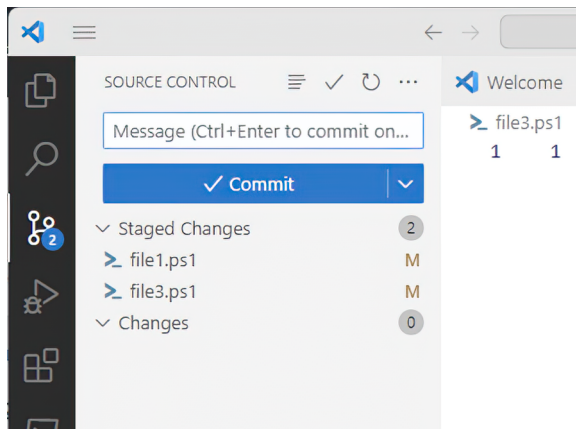 SOURCE CONTROL
Welcome
Message (Ctrl+Enter to commit on...
file3.ps1
1 1
Commit
2
Staged Changes 2
file1.ps1 M
file3.ps1 M
Changes 0